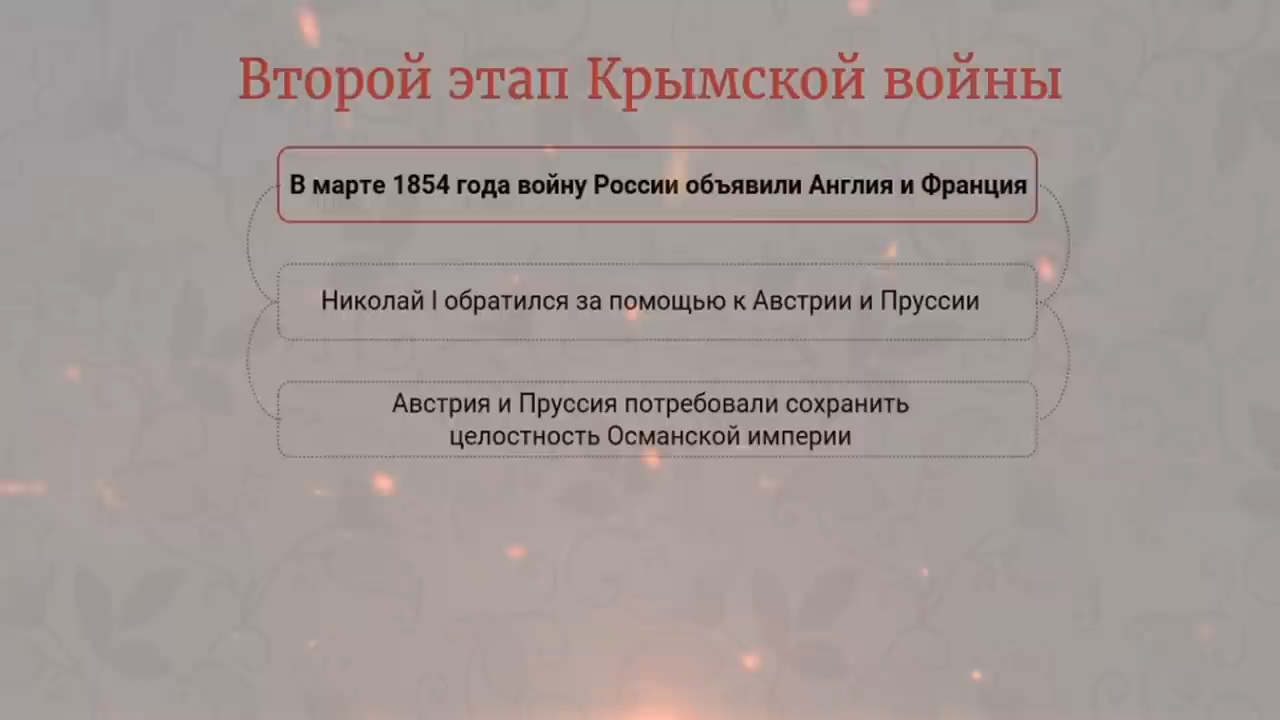 Второй этап Крымской войны
В марте 1854 года войну России объявили Англия и Франция
Николай I обратился за помощью к Австрии и Пруссии
Австрия и Пруссия потребовали сохранить
целостность Османской империи